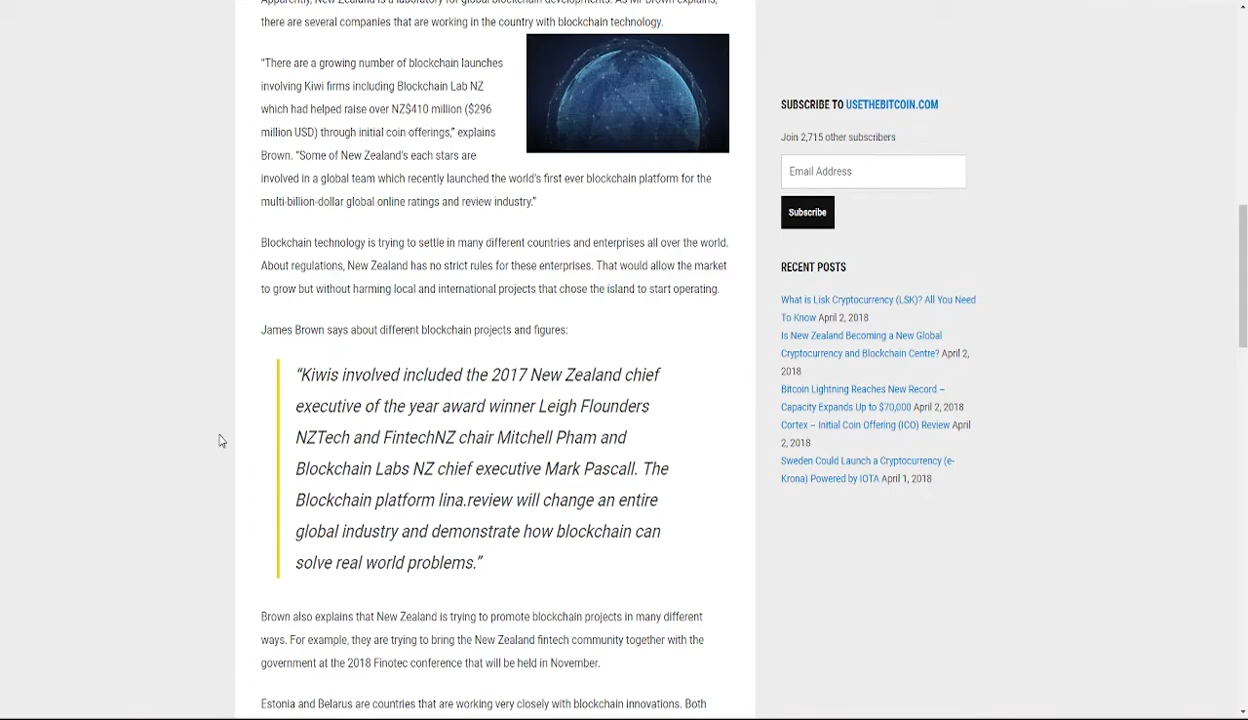 Apparently, New Zealand is a laboratory for global blockchain developments. As Mr Brown explains,
there are several companies that are working in the country with blockchain technology.
“There are a growing number of blockchain launches
involving Kiwi firms including Blockchain Lab NZ
which had helped raise over NZ$410 million ($296
million USD) through initial coin offerings,” explains
Brown. “Some of New Zealand’s each stars are
involved in a global team which recently launched the world’s first ever blockchain platform for the
multi-billion-dollar global online ratings and review industry.”
Blockchain technology is trying to settle in many different countries and enterprises all over the world.
About regulations, New Zealand has no strict rules for these enterprises. That would allow the market
to grow but without harming local and international projects that chose the island to start operating.
James Brown says about different blockchain projects and figures:
“Kiwis involved included the 2017 New Zealand chief
executive of the year award winner Leigh Flounders
NZTech and FintechNZ chair Mitchell Pham and
Blockchain Labs NZ chief executive Mark Pascall. The
Blockchain platform lina.review will change an entire
global industry and demonstrate how blockchain can
solve real world problems.”
Brown also explains that New Zealand is trying to promote blockchain projects in many different
ways. For example, they are trying to bring the New Zealand fintech community together with the
government at the 2018 Finotec conference that will be held in November.
Estonia and Belarus are countries that are working very closely with blockchain innovations. Both
SUBSCRIBE TO USETHEBITCOIN.COM
Join 2,715 other subscribers
Email Address
Subscribe
RECENT POSTS
What is Lisk Cryptocurrency (LSK)? All You Need
To Know April 2, 2018
Is New Zealand Becoming a New Global
Cryptocurrency and Blockchain Centre? April 2,
2018
Bitcoin Lightning Reaches New Record –
Capacity Expands Up to $70,000 April 2, 2018
Cortex – Initial Coin Offering (ICO) Review April
2, 2018
Sweden Could Launch a Cryptocurrency (e-
Krona) Powered by IOTA April 1, 2018